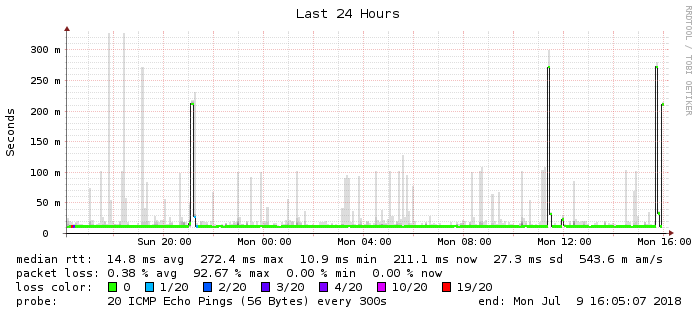 Last 24 Hours
RRDTOOL / TOBI OETIKER
Seconds
300 m
250 m
200 m
150 m
100 m
50 m
0
Sun 20:00 Mon 00:00 Mon 04:00 Mon 08:00 Mon 12:00 Mon 16:00
median rtt: 14.8 ms avg 272.4 ms max 10.9 ms min 211.1 ms now 27.3 ms sd 543.6 m am/s
packet loss: 0.38 % avg 92.67 % max 0.00 % min 0.00 % now
loss color: 0 1/20 2/20 3/20 4/20 10/20 19/20
probe: 20 ICMP Echo Pings (56 Bytes) every 300s end: Mon Jul 9 16:05:07 2018